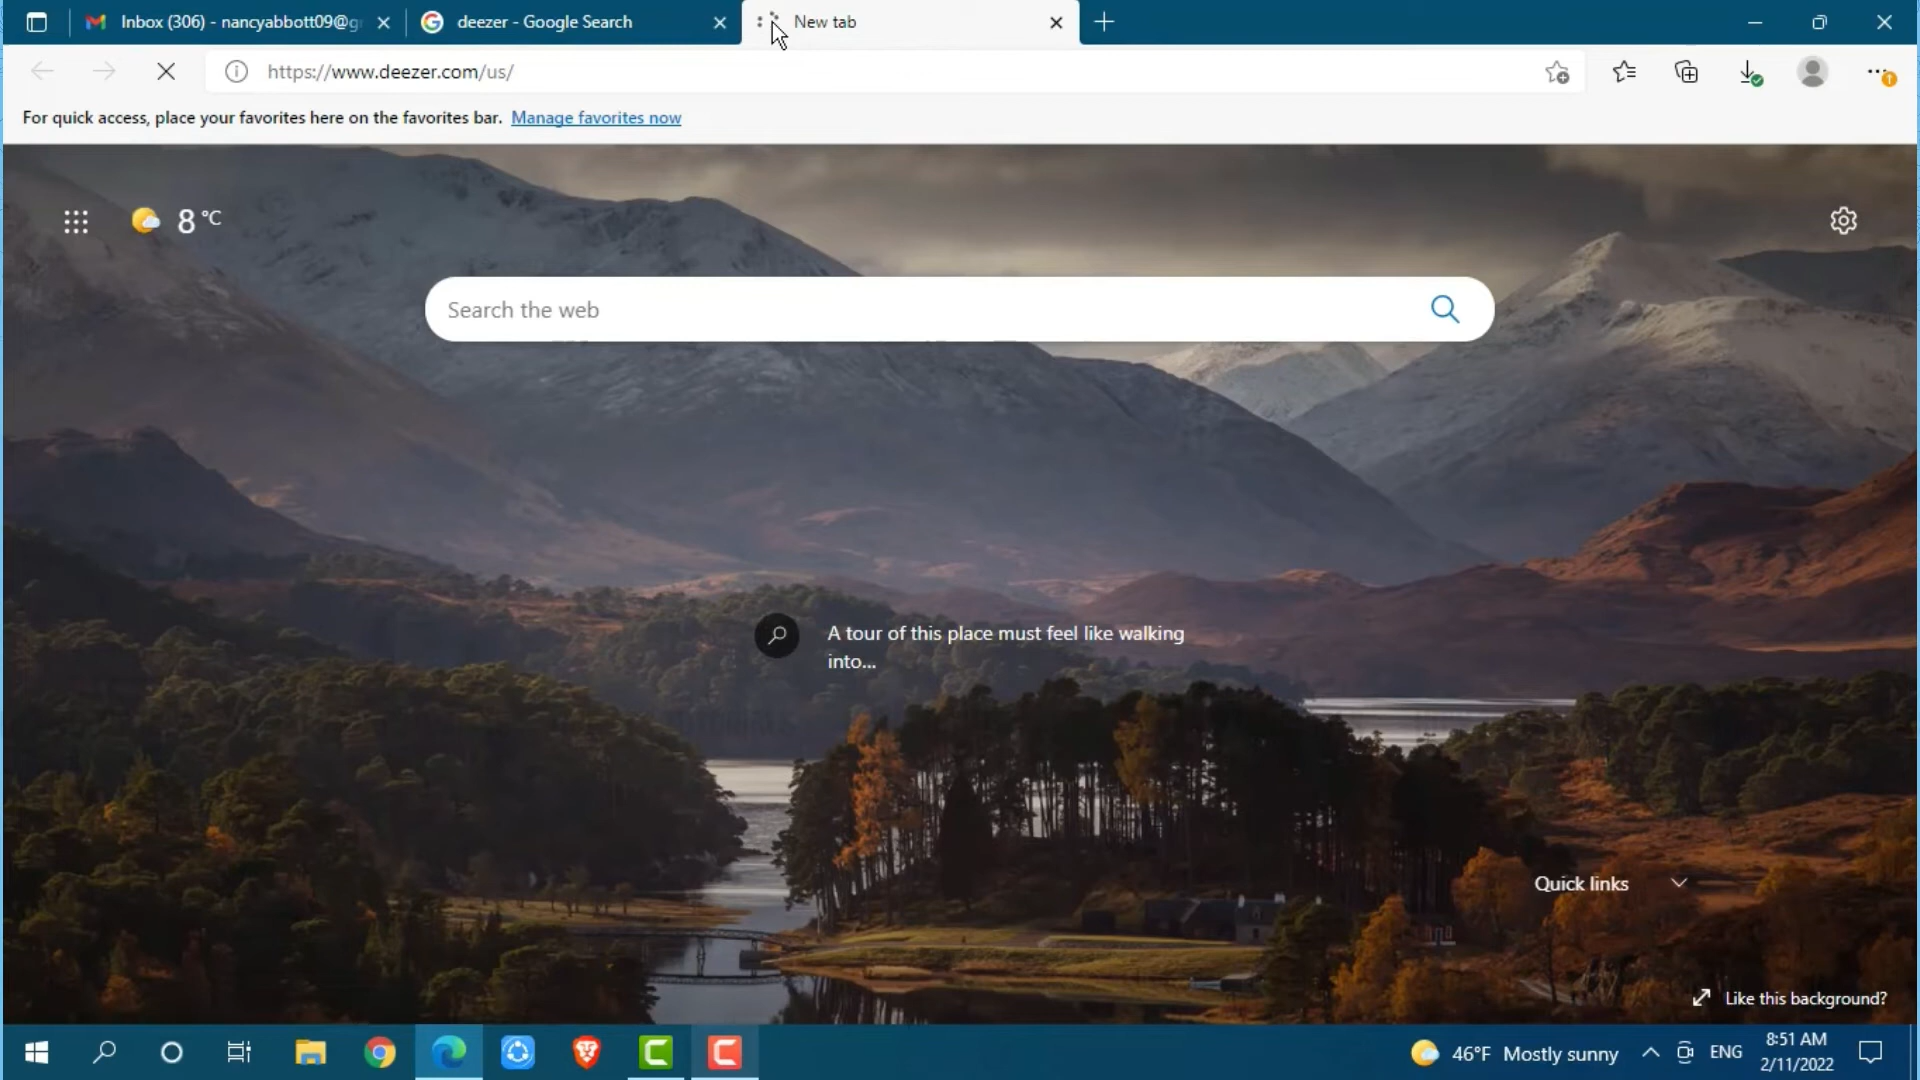 Inbox (306) - nancyabbott09@g
deezer - Google Search
New tab
https://www.deezer.com/us/
For quick access, place your favorites here on the favorites bar. Manage favorites now
8 °C
Search the web
A tour of this place must feel like walking
into...
Quick links
Like this background?
46°F Mostly sunny
ENG
8:51 AM
2/11/2022